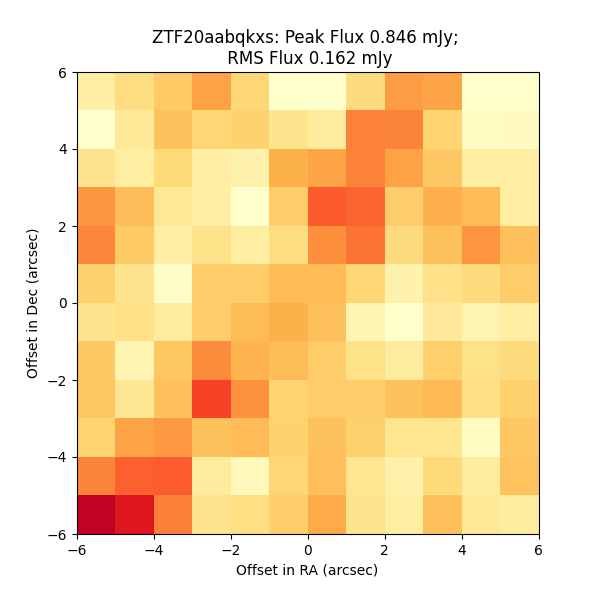 ZTF20aabqkxs: Peak Flux 0.846 mJy;
RMS Flux 0.162 mJy
6
4
2
0
−2
−4
−6
Offset in Dec (arcsec)
−6 −4 −2 0 2 4 6
Offset in RA (arcsec)